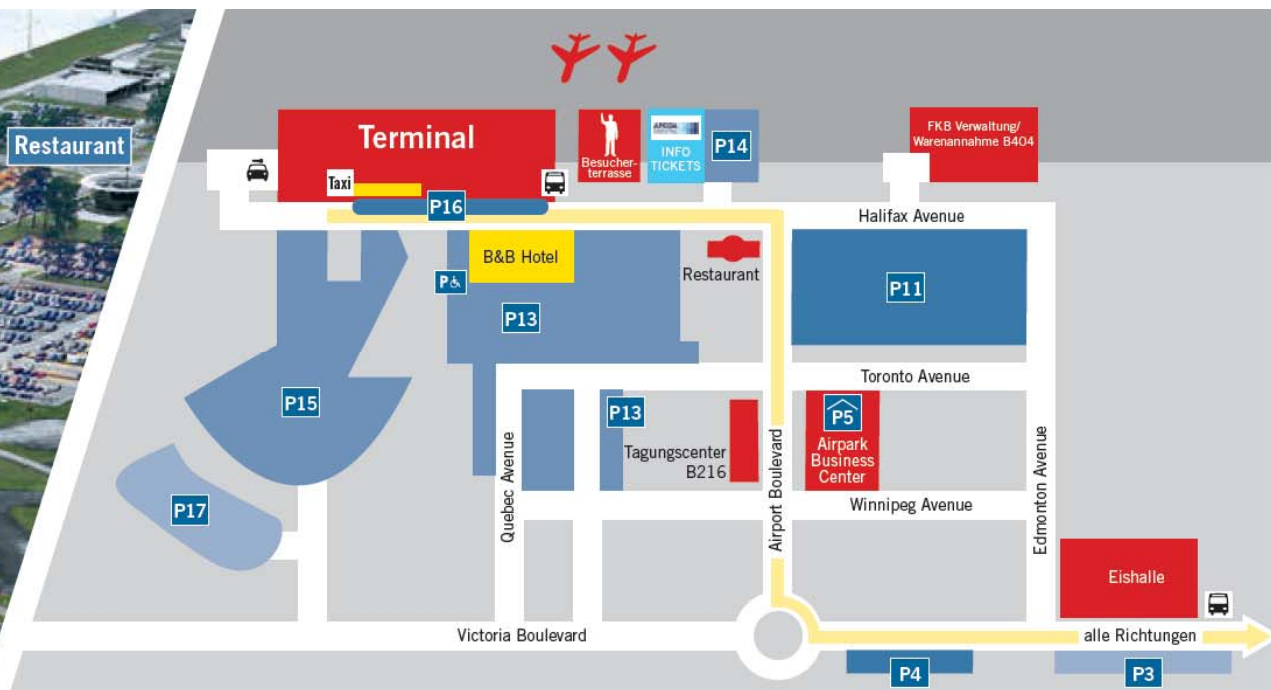 Restaurant
Terminal
Taxi
P16
Besucher-
terrasse
INFO
TICKETS
P14
FKB Verwaltung/
Warenannahme B404
Halifax Avenue
B&B Hotel
P
P13
Restaurant
P11
Toronto Avenue
P15
P13
Tagungscenter
B216
P5
Airpark
Business
Center
Quebec Avenue
Airport Boulevard
Winnipeg Avenue
Edmonton Avenue
P17
Eishalle
Victoria Boulevard
alle Richtungen
P4
P3